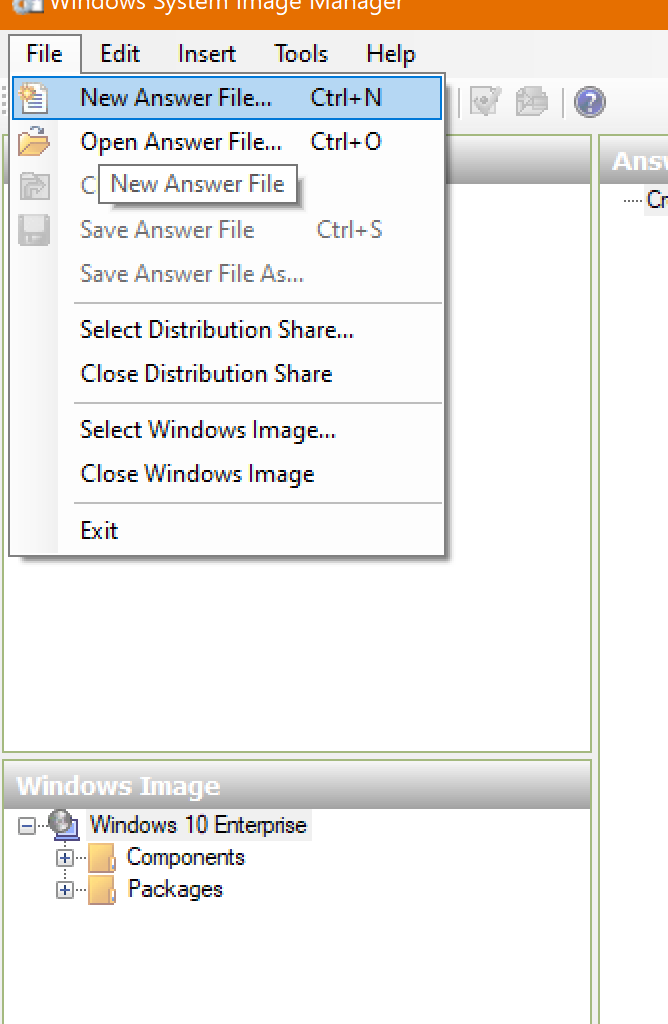 Windows System Image Manager
File Edit Insert Tools Help
New Answer File... Ctrl+N
Open Answer File... Ctrl+O
C
New Answer File
Save Answer File Ctrl+S
Save Answer File As...
Select Distribution Share...
Close Distribution Share
Select Windows Image...
Close Windows Image
Exit
Answ
Cr
Windows Image
Windows 10 Enterprise
Components
Packages